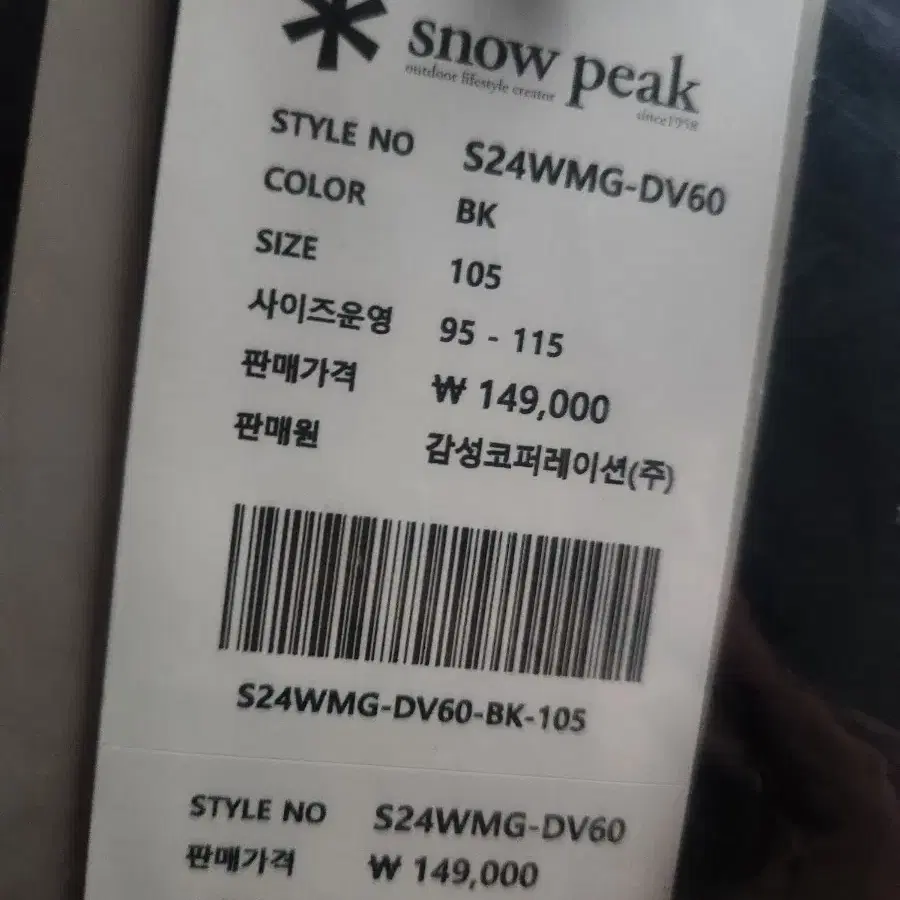 snow peak
outdoor lifestyle creator
since1958
STYLE NO S24WMG-DV60
COLOR BK
SIZE 105
사이즈운영 95 - 115
판매가격 ₩ 149,000
판매원 감성코퍼레이션(주)
S24WMG-DV60-BK-105
STYLE NO S24WMG-DV60
판매가격 ₩ 149,000